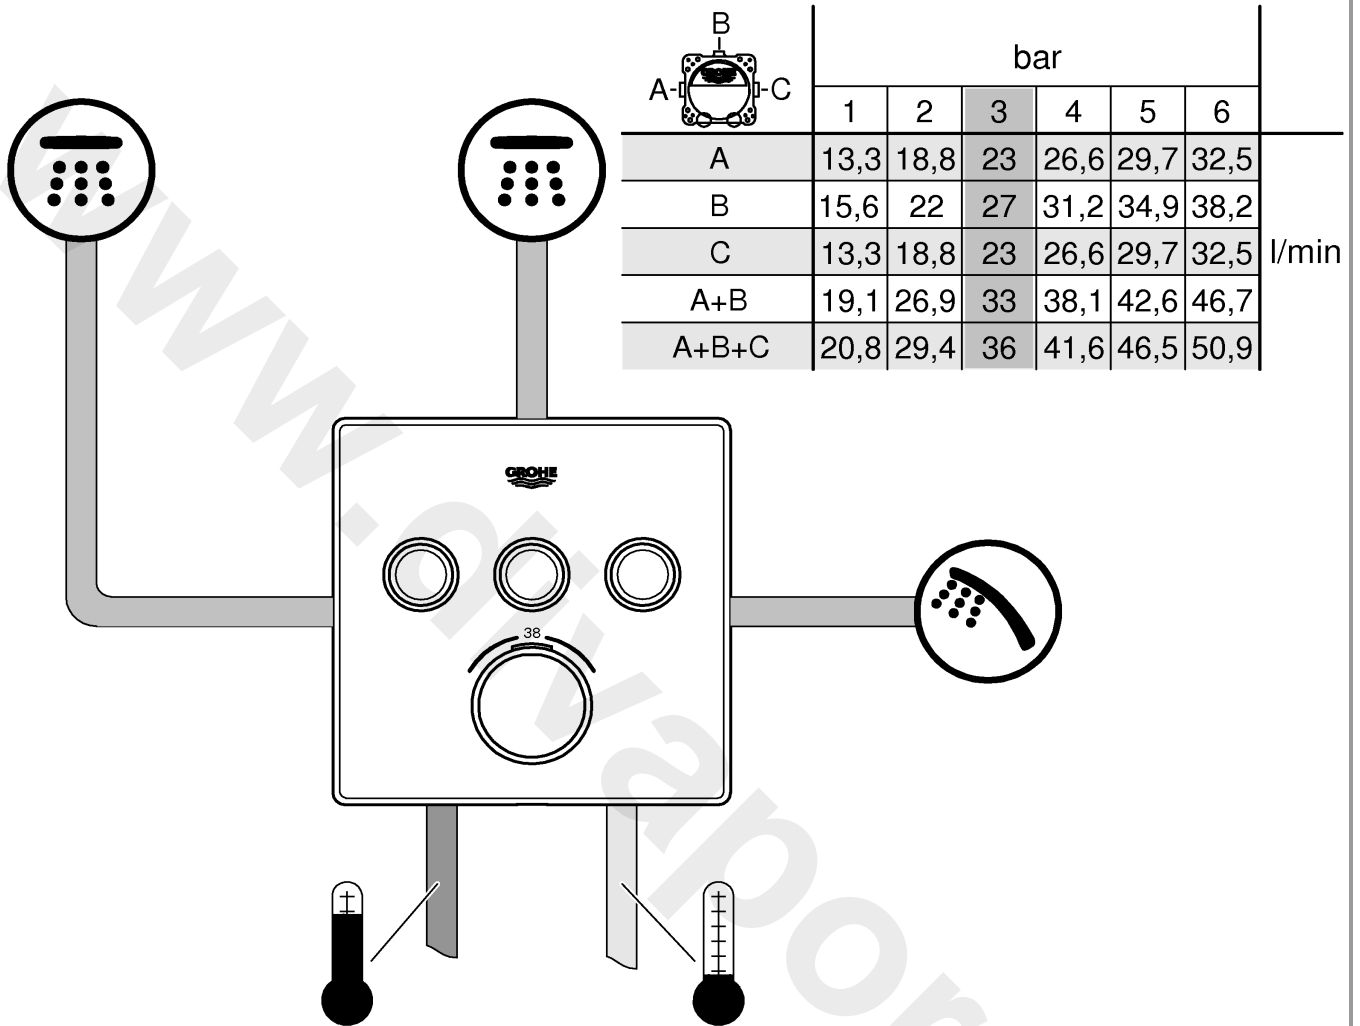 B
bar
A C
1 2 3 4 5 6
A 13,3 18,8 23 26,6 29,7 32,5
B 15,6 22 27 31,2 34,9 38,2
C 13,3 18,8 23 26,6 29,7 32,5 l/min
A+B 19,1 26,9 33 38,1 42,6 46,7
A+B+C 20,8 29,4 36 41,6 46,5 50,9
GROHE
GROHE
38
www.divapor